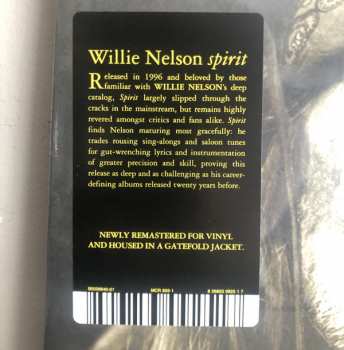 Willie Nelson spirit
Released in 1996 and beloved by those
familiar with WILLIE NELSON's deep
catalog, Spirit largely slipped through the
cracks in the mainstream, but remains highly
revered amongst critics and fans alike. Spirit
finds Nelson maturing most gracefully: he
trades rousing sing-alongs and saloon tunes
for gut-wrenching lyrics and instrumentation
of greater precision and skill, proving this
release as deep and as challenging as his career-
defining albums released twenty years before.
NEWLY REMASTERED FOR VINYL
AND HOUSED IN A GATEFOLD JACKET.